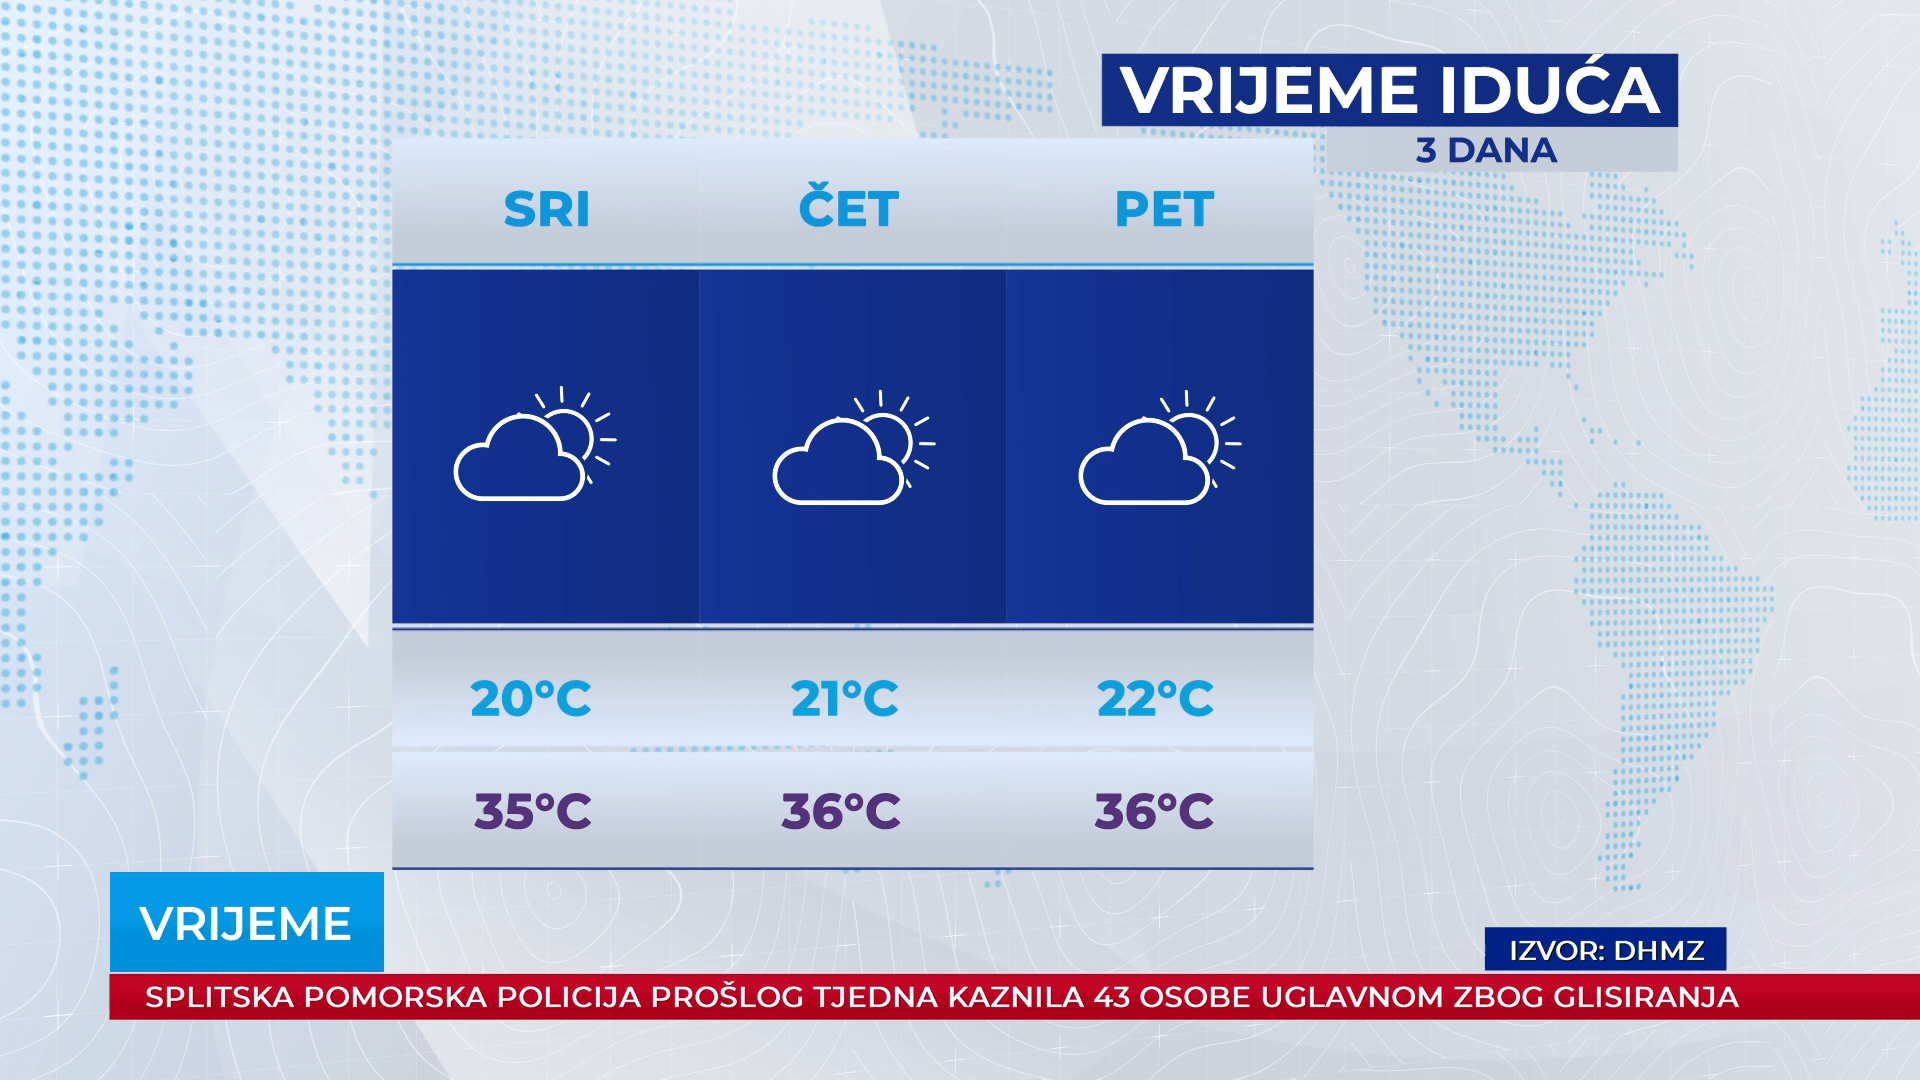 VRIJEME IDUĆA
3 DANA
SRI ČET PET
20°C 21°C 22°C
35°C 36°C 36°C
VRIJEME
IZVOR: DHMZ
SPLITSKA POMORSKA POLICIJA PROŠLOG TJEDNA KAZNILA 43 OSOBE UGLAVNOM ZBOG GLISIRANJA